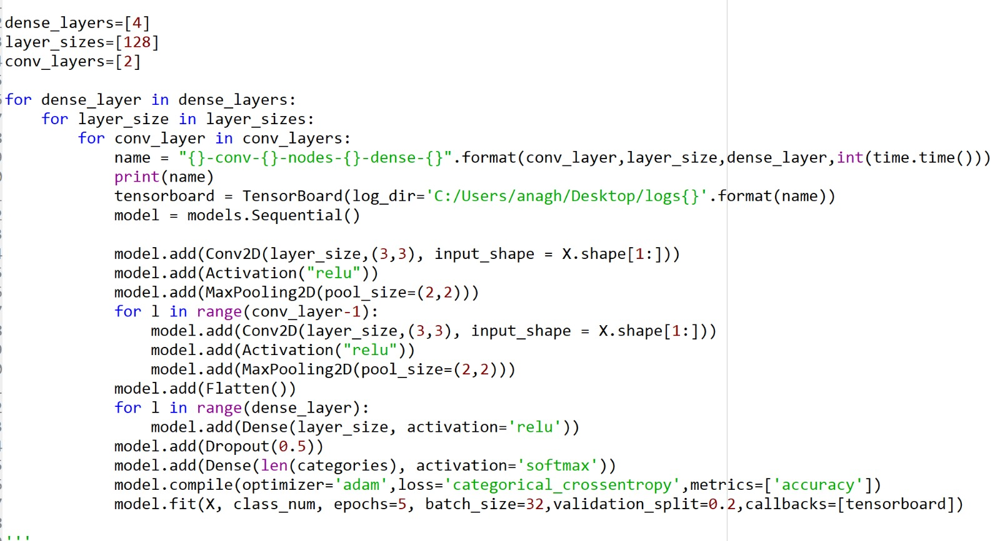 dense_layers=[4]
layer_sizes=[128]
conv_layers=[2]

for dense_layer in dense_layers:
    for layer_size in layer_sizes:
        for conv_layer in conv_layers:
            name = "{}-conv-{}-nodes-{}-dense-{}".format(conv_layer,layer_size,dense_layer,int(time.time()))
            print(name)
            tensorboard = TensorBoard(log_dir='C:/Users/anagh/Desktop/logs{}'.format(name))
            model = models.Sequential()

            model.add(Conv2D(layer_size,(3,3), input_shape = X.shape[1:]))
            model.add(Activation("relu"))
            model.add(MaxPooling2D(pool_size=(2,2)))
            for l in range(conv_layer-1):
                model.add(Conv2D(layer_size,(3,3), input_shape = X.shape[1:]))
                model.add(Activation("relu"))
                model.add(MaxPooling2D(pool_size=(2,2)))
            model.add(Flatten())
            for l in range(dense_layer):
                model.add(Dense(layer_size, activation='relu'))
            model.add(Dropout(0.5))
            model.add(Dense(len(categories), activation='softmax'))
            model.compile(optimizer='adam',loss='categorical_crossentropy',metrics=['accuracy'])
            model.fit(X, class_num, epochs=5, batch_size=32,validation_split=0.2,callbacks=[tensorboard])

'''